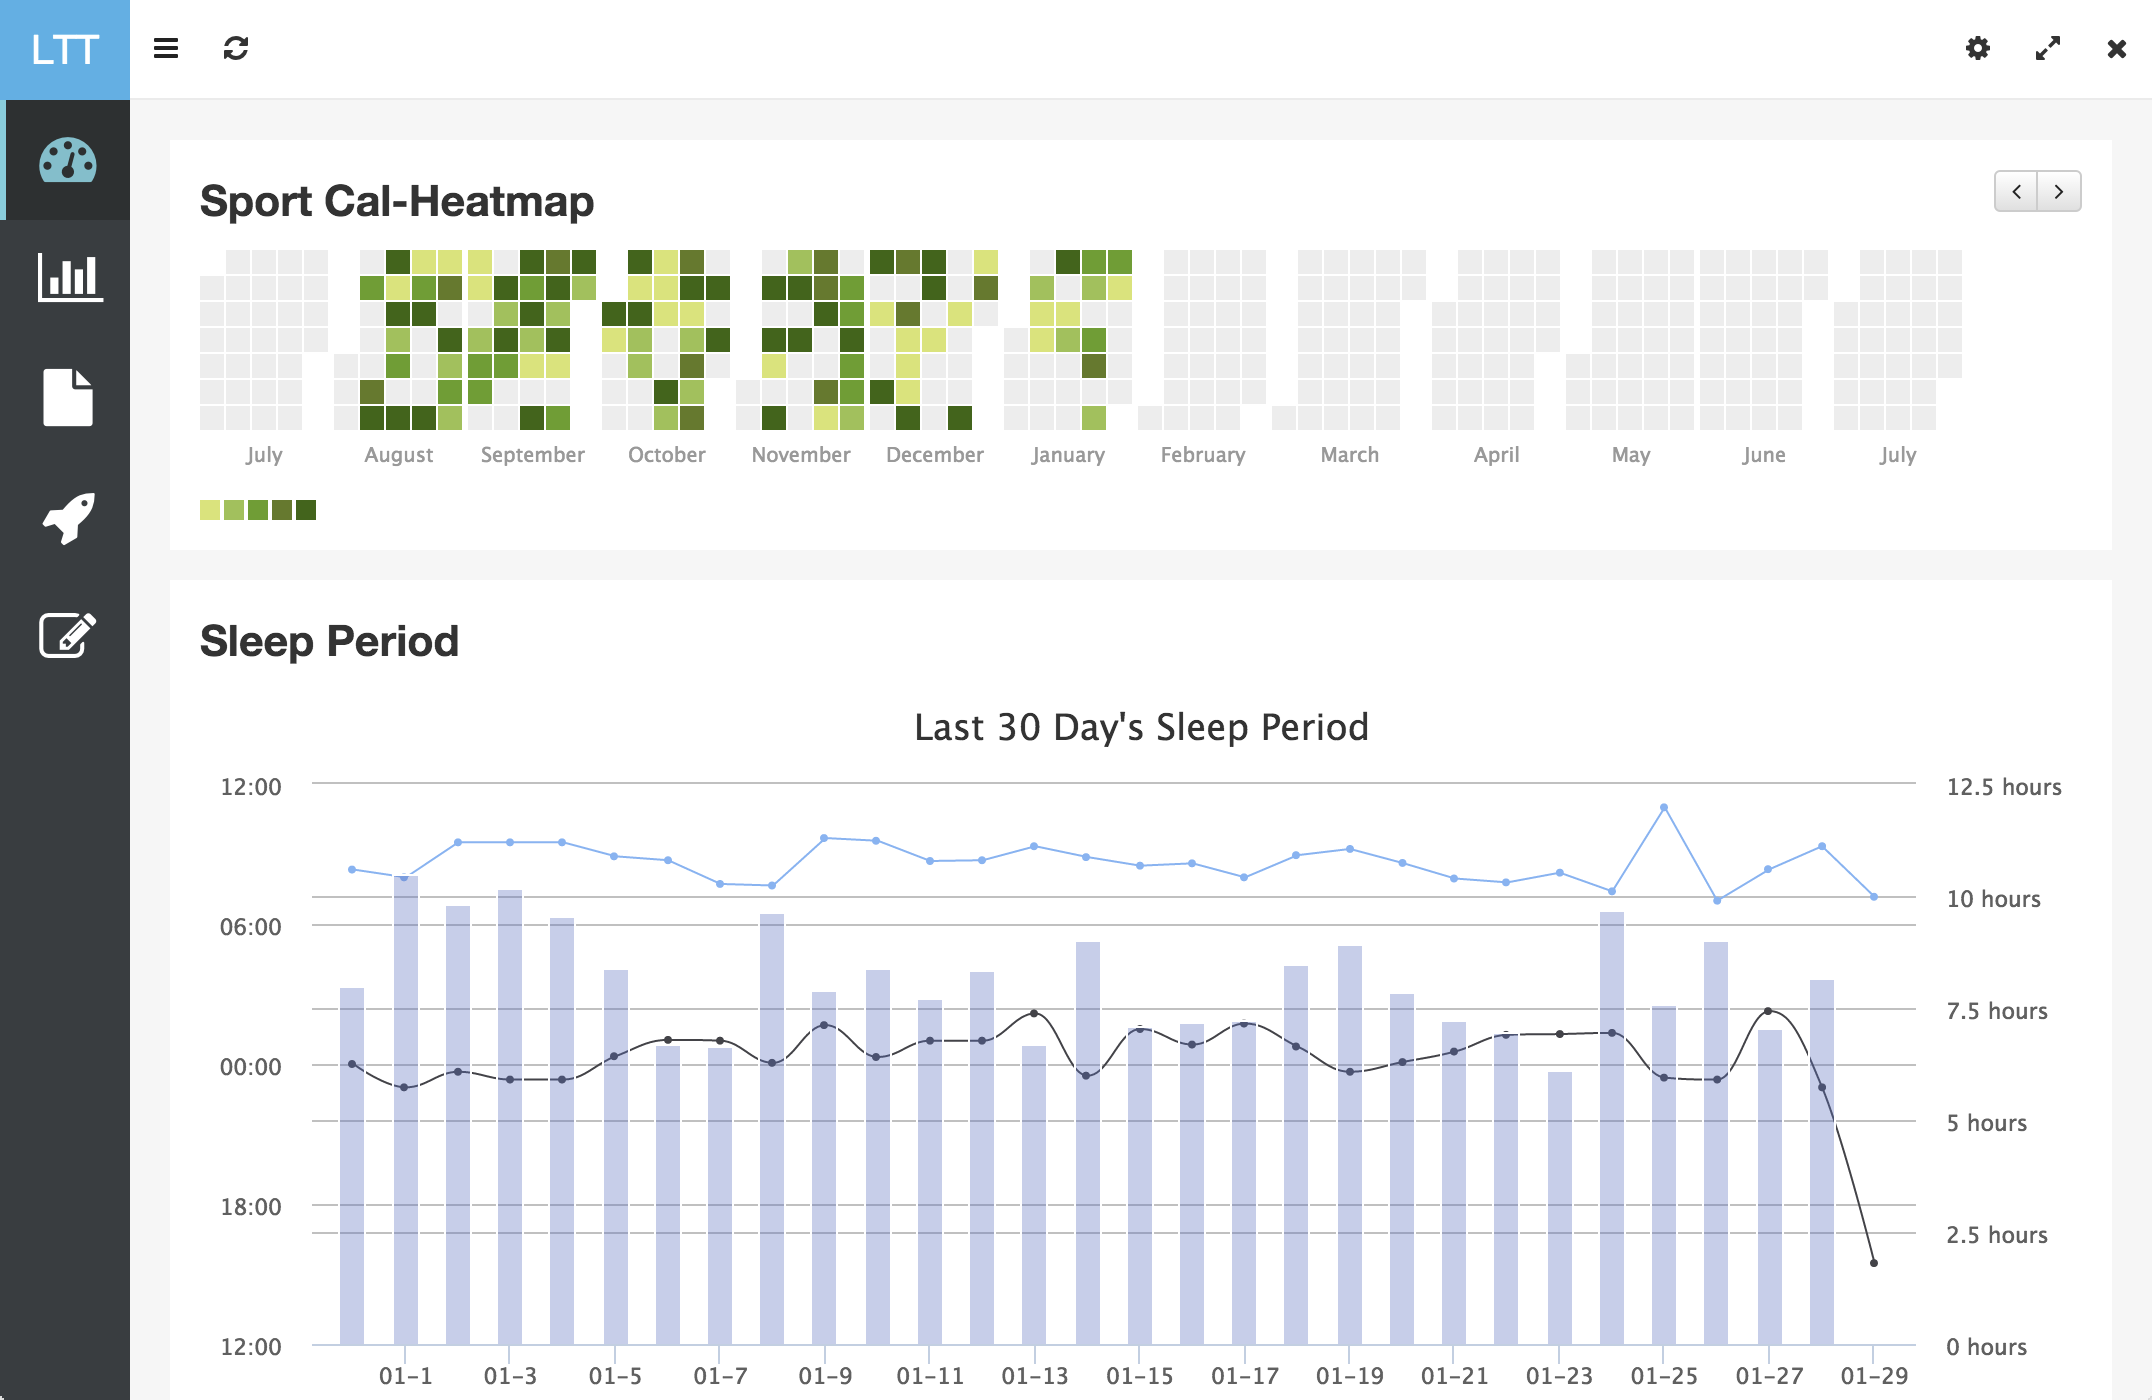 LTT
Sport Cal-Heatmap
July August September October November December January February March April May June July
Sleep Period
Last 30 Day's Sleep Period
12:00 12.5 hours
10 hours
06:00
7.5 hours
00:00
5 hours
18:00
2.5 hours
12:00 0 hours
01-1 01-3 01-5 01-7 01-9 01-11 01-13 01-15 01-17 01-19 01-21 01-23 01-25 01-27 01-29